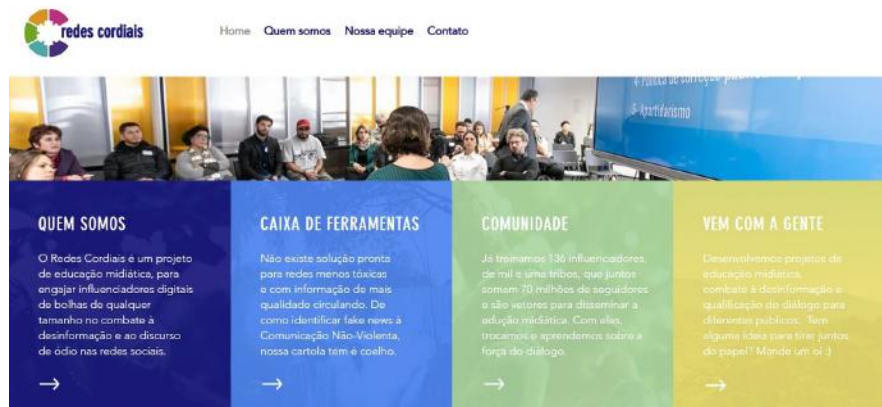 redes cordiais
Home Quem somos Nossa equipe Contato
5- Apartidarismo
QUEM SOMOS
O Redes Cordiais é um projeto
de educação midiática, para
engajar influenciadores digitais
de bolhas de qualquer
tamanho no combate à
desinformação e ao discurso
de ódio nas redes sociais.
CAIXA DE FERRAMENTAS
Não existe solução pronta
para redes menos tóxicas
e com informação de mais
qualidade circulando. De
como identificar fake news à
Comunicação Não-Violenta,
nossa cartola tem é coelho.
COMUNIDADE
Já treinamos 136 influenciadores,
de mil e uma tribos, que juntos
somam 70 milhões de seguidores
e são vetores para disseminar a
edução midiática. Com eles,
trocamos e aprendemos sobre a
força do diálogo.
VEM COM A GENTE
Desenvolvemos projetos de
educação midiática,
combate à desinformação e
qualificação do diálogo para
diferentes públicos. Tem
alguma ideia para tirar juntos
do papel? Mande um oi :)